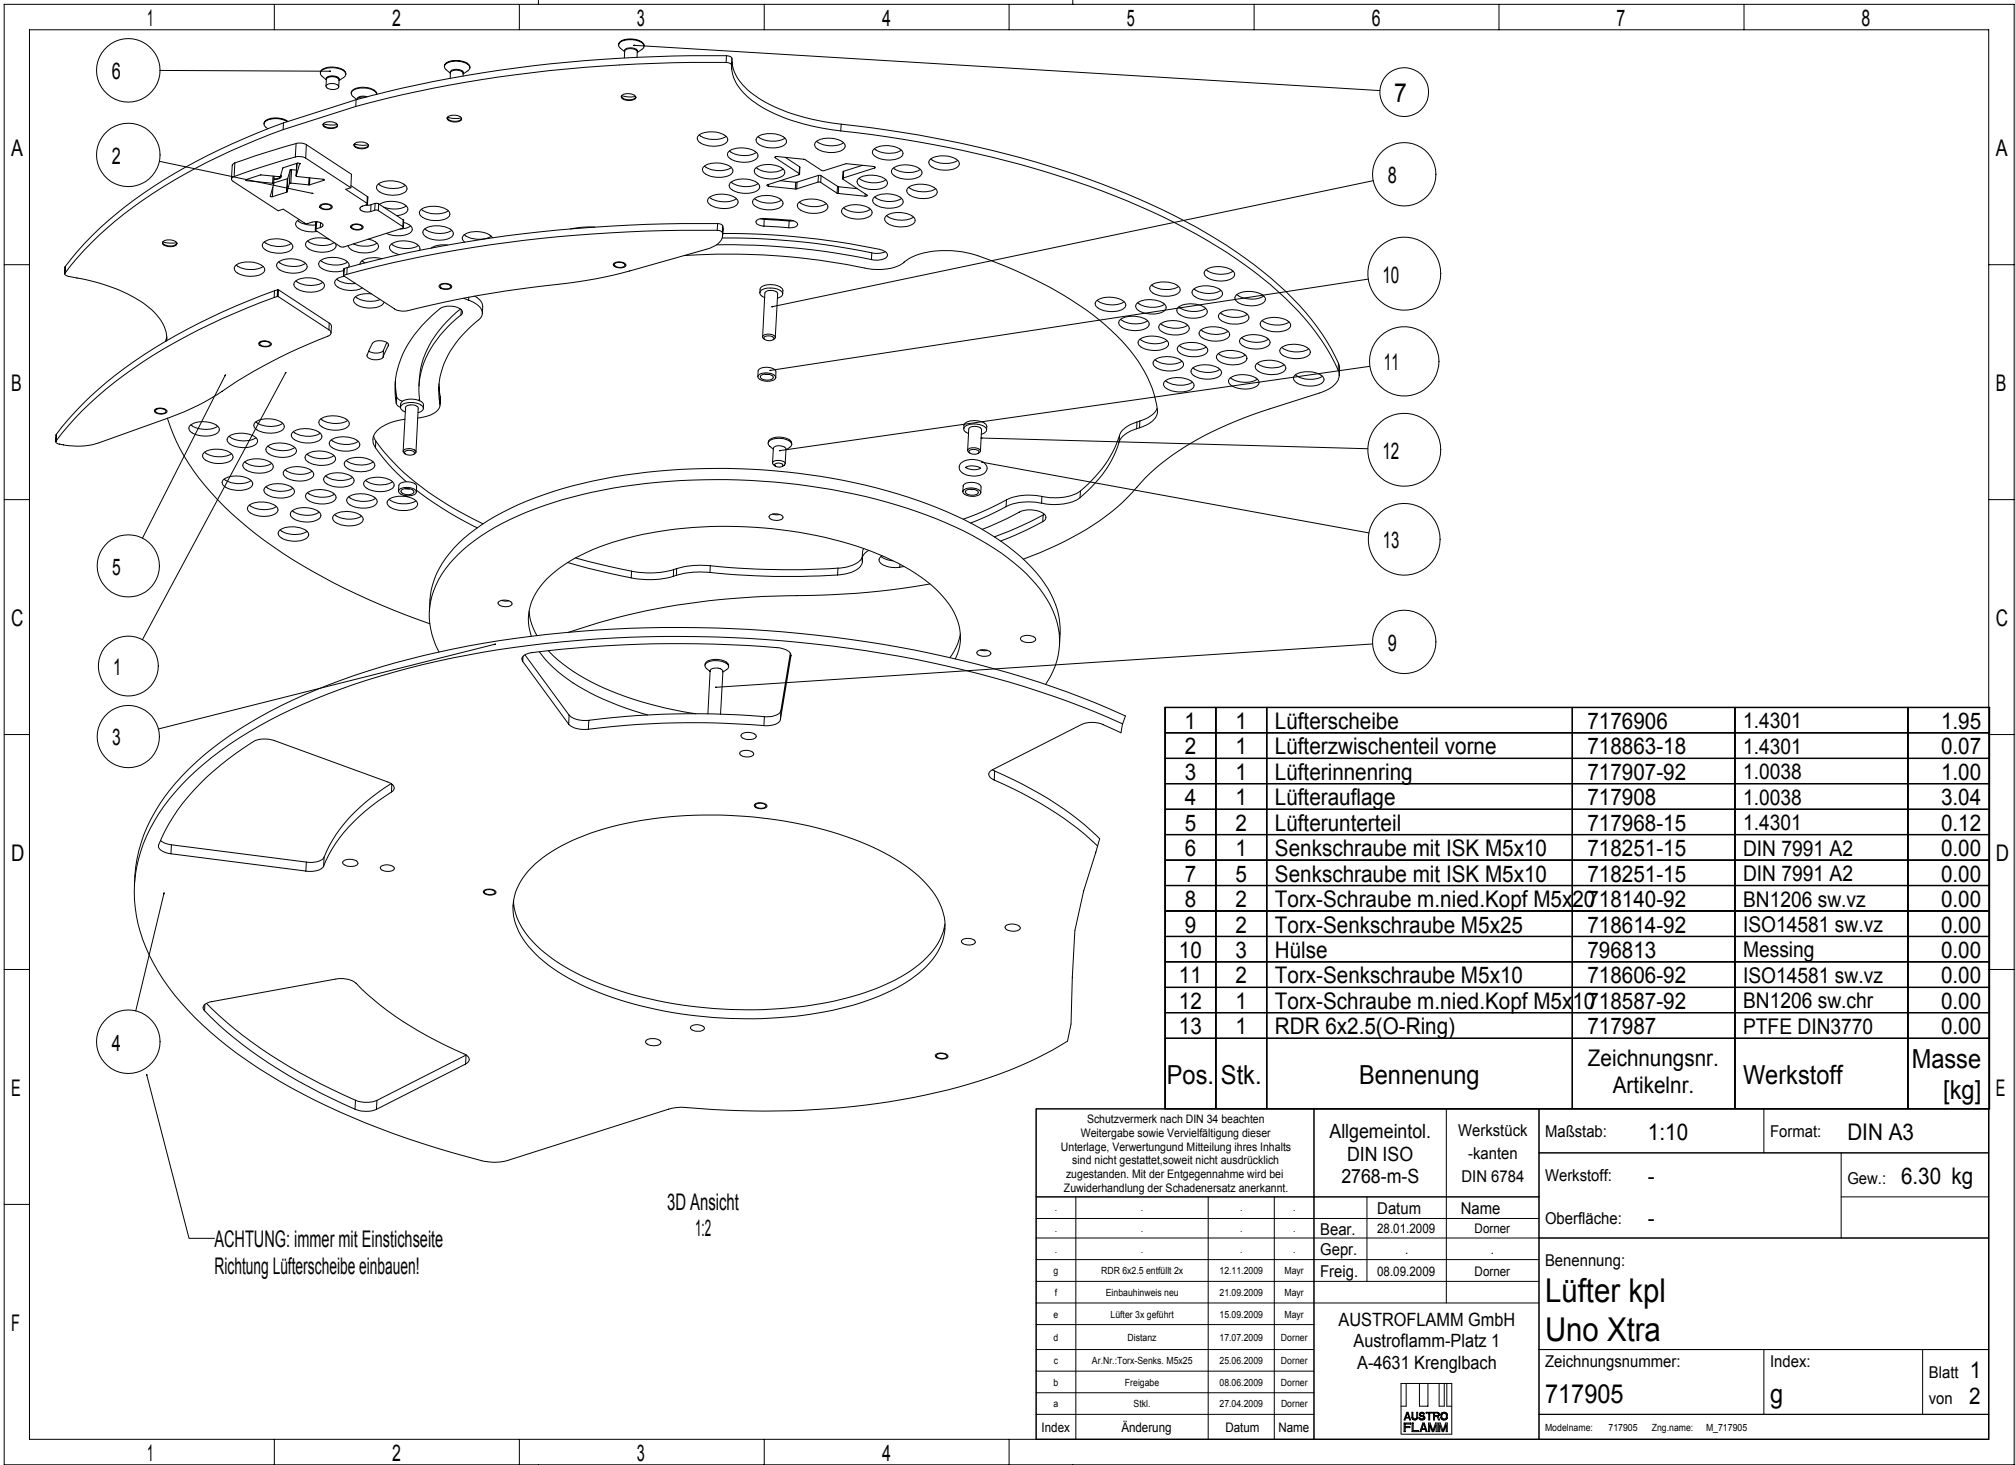 1 2 3 4 5 6 7 8
A A
B B
C C
D D
E E
F
6
2
7
8
10
11
12
13
9
5
1
3
4
ACHTUNG: immer mit Einstichseite
Richtung Lüfterscheibe einbauen!
3D Ansicht
1:2
1 1 Lüfterscheibe 7176906 1.4301 1.95
2 1 Lüfterzwischenteil vorne 718863-18 1.4301 0.07
3 1 Lüfterinnenring 717907-92 1.0038 1.00
4 1 Lüfterauflage 717908 1.0038 3.04
5 2 Lüfterunterteil 717968-15 1.4301 0.12
6 1 Senkschraube mit ISK M5x10 718251-15 DIN 7991 A2 0.00
7 5 Senkschraube mit ISK M5x10 718251-15 DIN 7991 A2 0.00
8 2 Torx-Schraube m.nied.Kopf M5x20 718140-92 BN1206 sw.vz 0.00
9 2 Torx-Senkschraube M5x25 718614-92 ISO14581 sw.vz 0.00
10 3 Hülse 796813 Messing 0.00
11 2 Torx-Senkschraube M5x10 718606-92 ISO14581 sw.vz 0.00
12 1 Torx-Schraube m.nied.Kopf M5x10 718587-92 BN1206 sw.chr 0.00
13 1 RDR 6x2.5(O-Ring) 717987 PTFE DIN3770 0.00
Pos. Stk. Bennenung Zeichnungsnr. Artikelnr. Werkstoff Masse [kg]
Schutzvermerk nach DIN 34 beachten
Weitergabe sowie Vervielfältigung dieser
Unterlage, Verwertungund Mitteilung ihres Inhalts
sind nicht gestattet,soweit nicht ausdrücklich
zugestanden. Mit der Entgegennahme wird bei
Zuwiderhandlung der Schadenersatz anerkannt.
Allgemeintol.
DIN ISO
2768-m-S
Werkstück
-kanten
DIN 6784
Maßstab: 1:10
Format: DIN A3
Werkstoff: -
Gew.: 6.30 kg
Oberfläche: -
. . . . Datum Name
. . . . Bear. 28.01.2009 Dorner
. . . . Gepr. . .
g RDR 6x2.5 entfüllt 2x 12.11.2009 Mayr Freig. 08.09.2009 Dorner
f Einbauhinweis neu 21.09.2009 Mayr
e Lüfter 3x geführt 15.09.2009 Mayr
d Distanz 17.07.2009 Dorner
c Ar.Nr.:Torx-Senks. M5x25 25.06.2009 Dorner
b Freigabe 08.06.2009 Dorner
a Stkl. 27.04.2009 Dorner
Index Änderung Datum Name
AUSTROFLAMM GmbH
Austroflamm-Platz 1
A-4631 Krenglbach
AUSTRO
FLAMM
Benennung:
Lüfter kpl
Uno Xtra
Zeichnungsnummer:
717905
Index:
g
Blatt 1
von 2
Modelname: 717905 Zng.name: M_717905
1 2 3 4